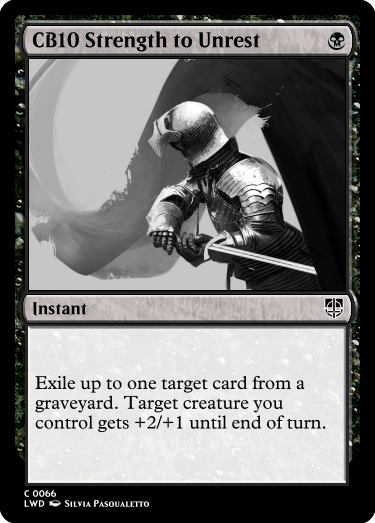 CB10 Strength to Unrest
Instant
Exile up to one target card from a
graveyard. Target creature you
control gets +2/+1 until end of turn.
C 0066
LWD Silvia Pasqualetto